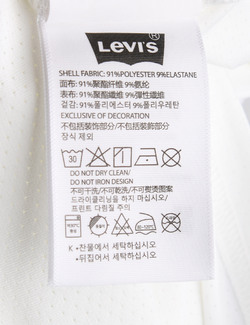 LEVI'S
SHELL FABRIC: 91%POLYESTER 9%ELASTANE
面布: 91%聚酯纤维 9%氨纶
表布: 91%聚酯纖維 9%彈性纖維
겉감: 91%폴리에스터 9%폴리우레탄
EXCLUSIVE OF DECORATION
不包括装饰部分/不包括裝飾部分
장식 제외
30
DO NOT DRY CLEAN/
DO NOT IRON DESIGN
不可干洗/不可乾洗/不可熨烫图案
드라이클리닝을 하지 마십시오/
프린트 다림질 주의
K •찬물에서 세탁하십시오
•뒤집어서 세탁하십시오